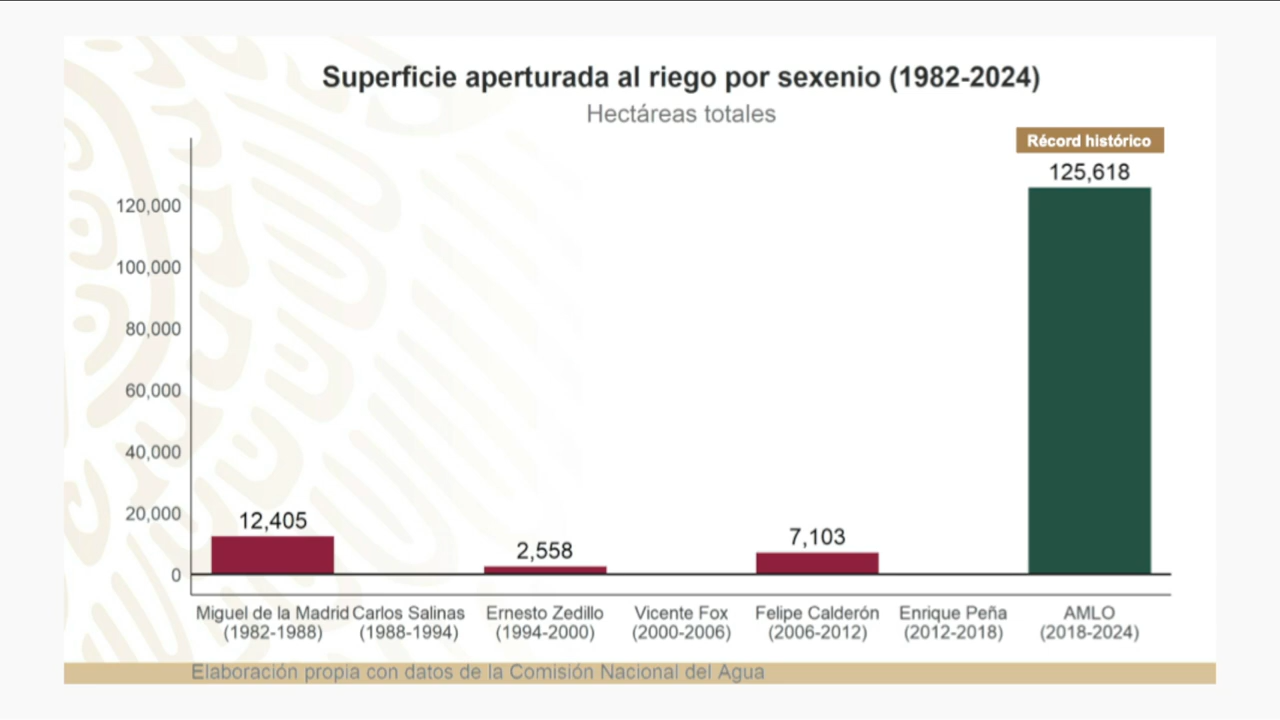 Superficie aperturada al riego por sexenio (1982-2024)
Hectáreas totales
Récord histórico
125,618
120,000
100,000
80,000
60,000
40,000
20,000
0
12,405
2,558
7,103
Miguel de la Madrid
(1982-1988)
Carlos Salinas
(1988-1994)
Ernesto Zedillo
(1994-2000)
Vicente Fox
(2000-2006)
Felipe Calderón
(2006-2012)
Enrique Peña
(2012-2018)
AMLO
(2018-2024)
Elaboración propia con datos de la Comisión Nacional del Agua